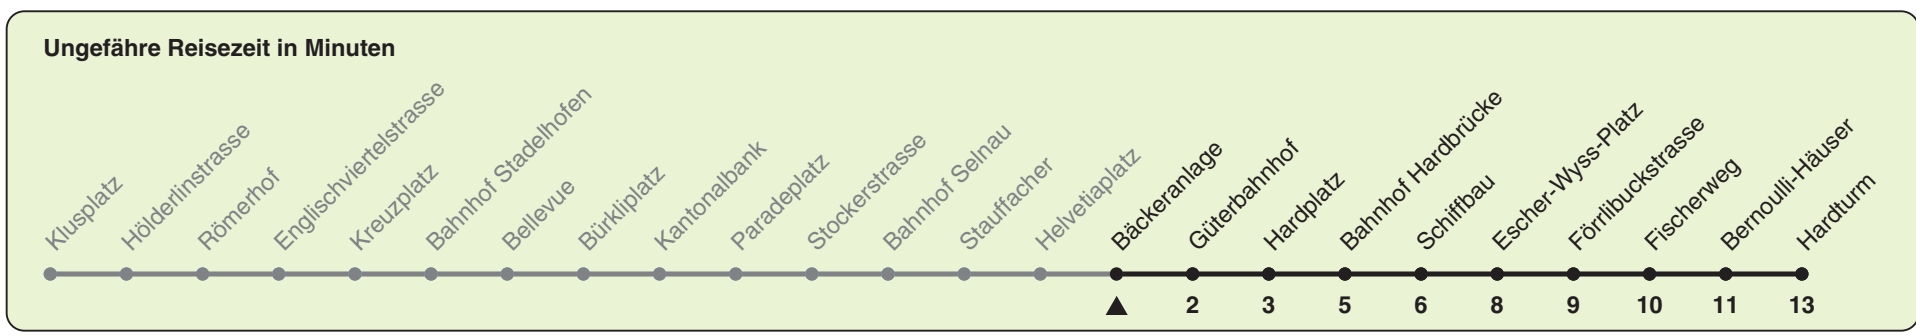 Ungefähre Reisezeit in Minuten
Klusplatz
Hölderlinstrasse
Römerhof
Englischviertelstrasse
Kreuzplatz
Bahnhof Stadelhofen
Bellevue
Bürkliplatz
Kantonalbank
Paradeplatz
Stockerstrasse
Bahnhof Selnau
Stauffacher
Helvetiaplatz
Bäckeranlage
Güterbahnhof
Hardplatz
Bahnhof Hardbrücke
Schiffbau
Escher-Wyss-Platz
Förrlibuckstrasse
Fischerweg
Bernoulli-Häuser
Hardturm
2 3 5 6 8 9 10 11 13